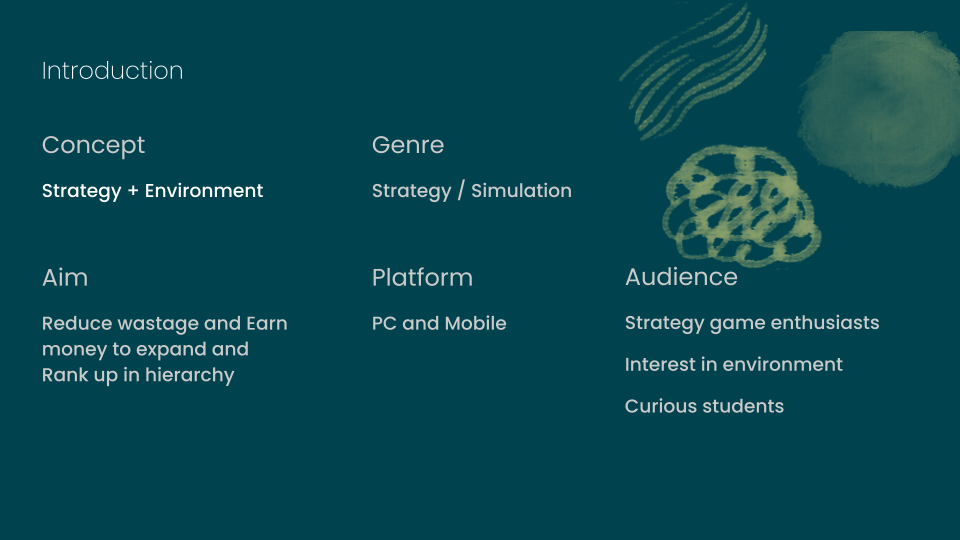 Introduction
Concept
Strategy + Environment
Genre
Strategy / Simulation
Aim
Reduce wastage and Earn
money to expand and
Rank up in hierarchy
Platform
PC and Mobile
Audience
Strategy game enthusiasts
Interest in environment
Curious students